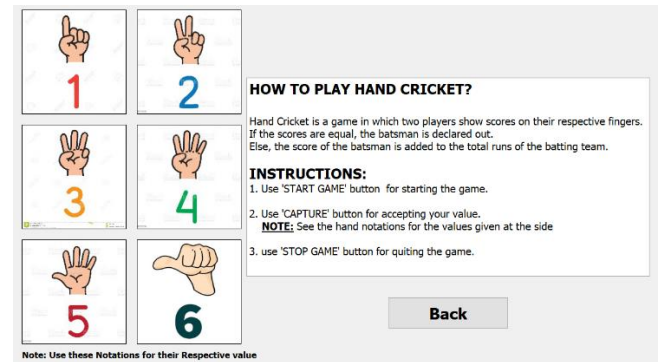 1
2
3
4
5
6
Note: Use these Notations for their Respective value
HOW TO PLAY HAND CRICKET?
Hand Cricket is a game in which two players show scores on their respective fingers.
If the scores are equal, the batsman is declared out.
Else, the score of the batsman is added to the total runs of the batting team.
INSTRUCTIONS:
1. Use 'START GAME' button for starting the game.
2. Use 'CAPTURE' button for accepting your value.
NOTE: See the hand notations for the values given at the side
3. use 'STOP GAME' button for quiting the game.
Back